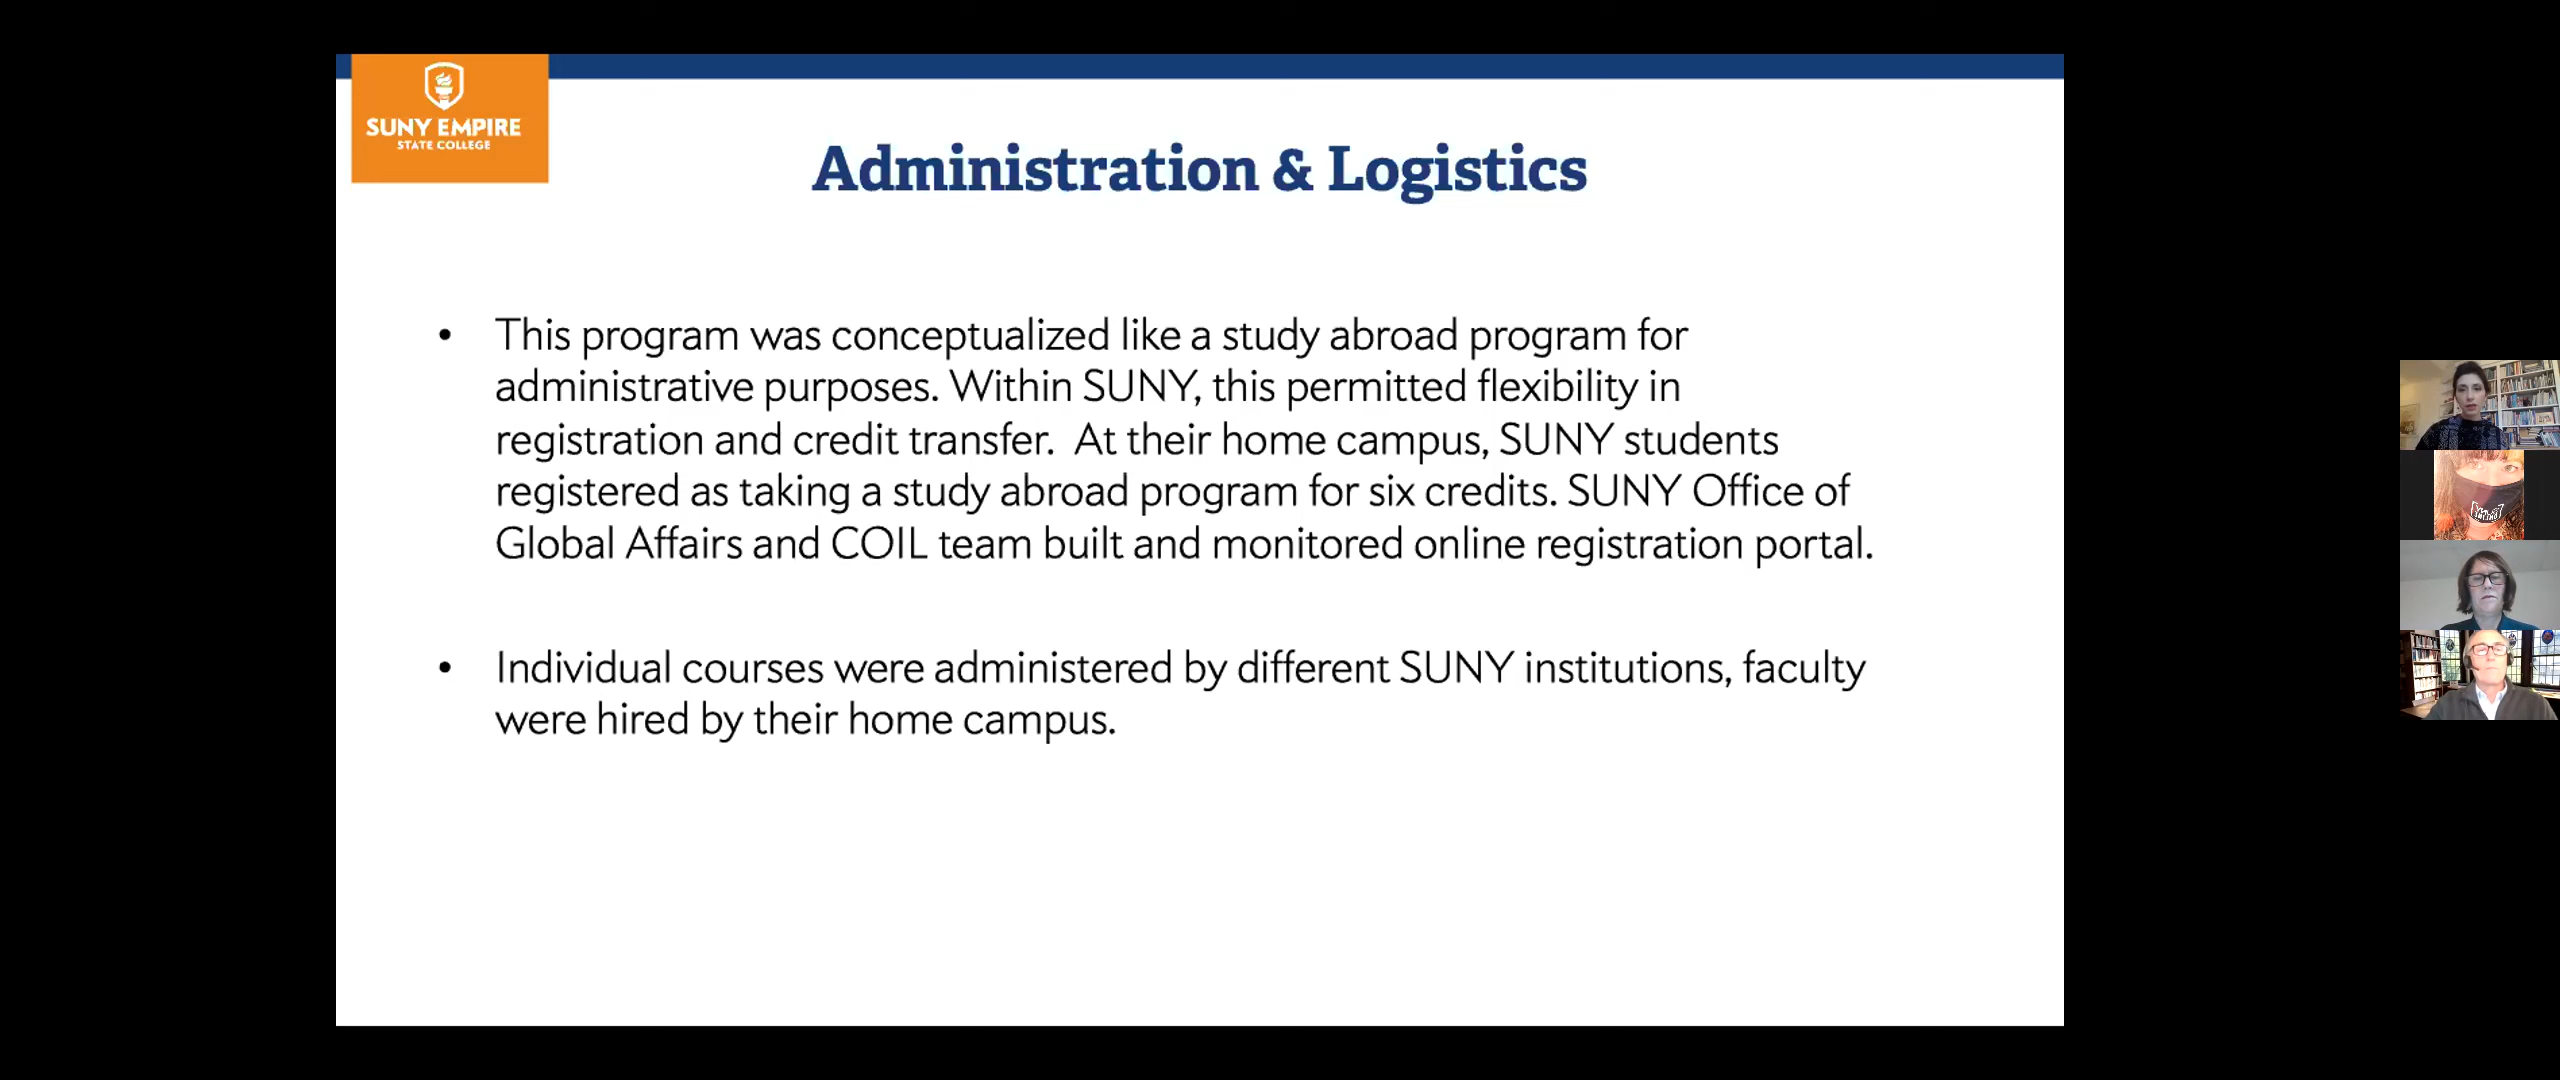 SUNY EMPIRE
STATE COLLEGE
Administration & Logistics
• This program was conceptualized like a study abroad program for
administrative purposes. Within SUNY, this permitted flexibility in
registration and credit transfer.  At their home campus, SUNY students
registered as taking a study abroad program for six credits. SUNY Office of
Global Affairs and COIL team built and monitored online registration portal.
• Individual courses were administered by different SUNY institutions, faculty
were hired by their home campus.